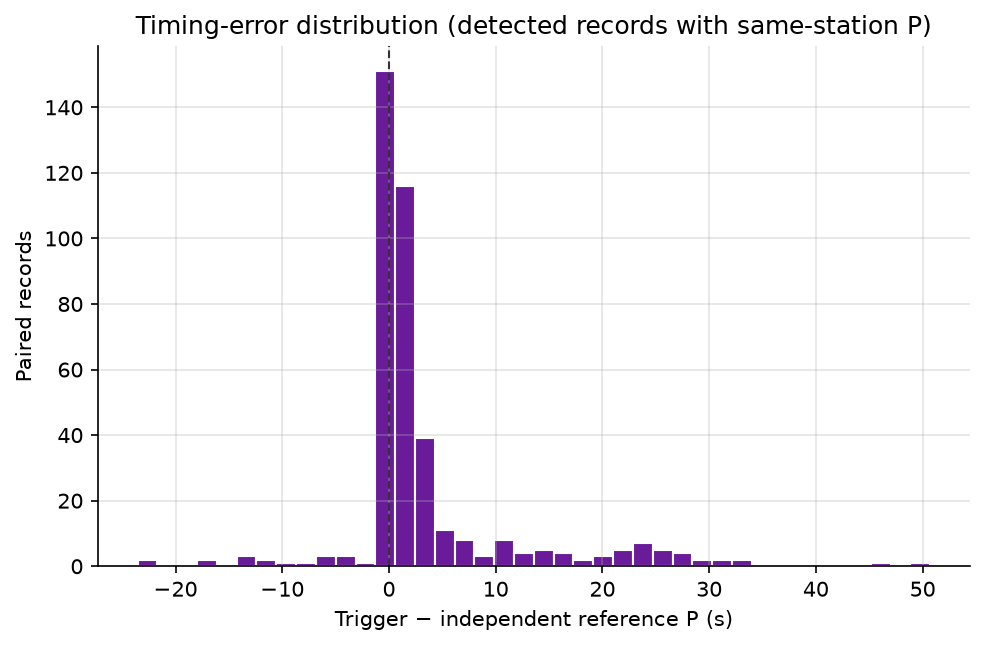 Timing-error distribution (detected records with same-station P)
Paired records
140
120
100
80
60
40
20
0
−20 −10 0 10 20 30 40 50
Trigger − independent reference P (s)